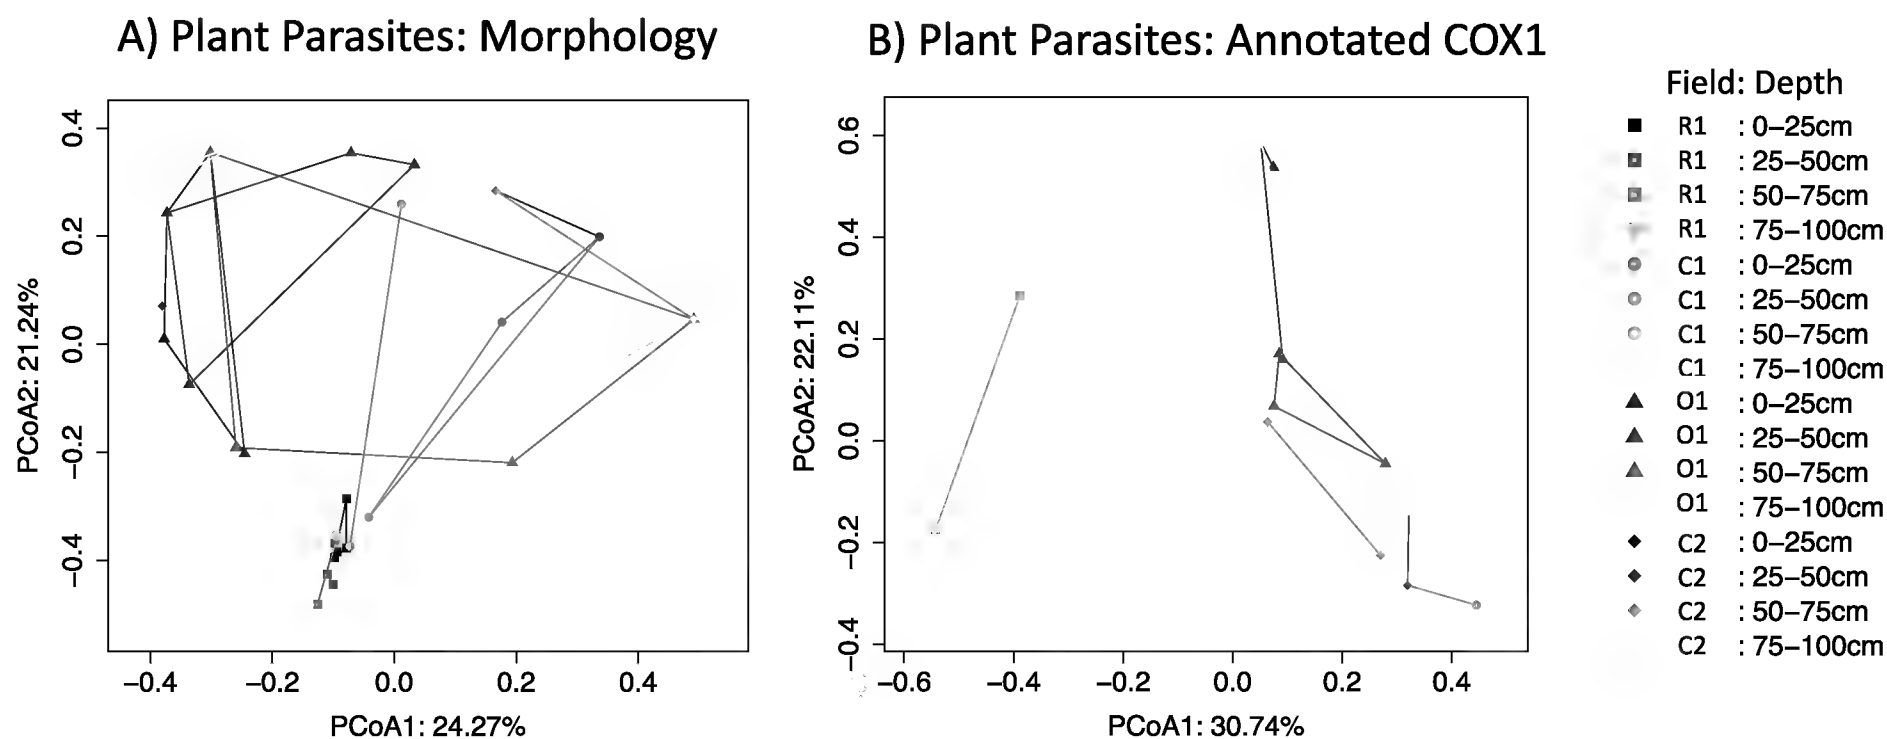 A) Plant Parasites: Morphology
0.4
0.2
0.0
−0.2
−0.4
PCoA2: 21.24%
−0.4
−0.2
0.0
0.2
0.4
PCoA1: 24.27%
B) Plant Parasites: Annotated COX1
0.6
0.4
0.2
0.0
−0.2
−0.4
PCoA2: 22.11%
−0.6
−0.4
−0.2
0.0
0.2
0.4
PCoA1: 30.74%
Field: Depth
R1 : 0−25cm
R1 : 25−50cm
R1 : 50−75cm
R1 : 75−100cm
C1 : 0−25cm
C1 : 25−50cm
C1 : 50−75cm
C1 : 75−100cm
O1 : 0−25cm
O1 : 25−50cm
O1 : 50−75cm
O1 : 75−100cm
C2 : 0−25cm
C2 : 25−50cm
C2 : 50−75cm
C2 : 75−100cm